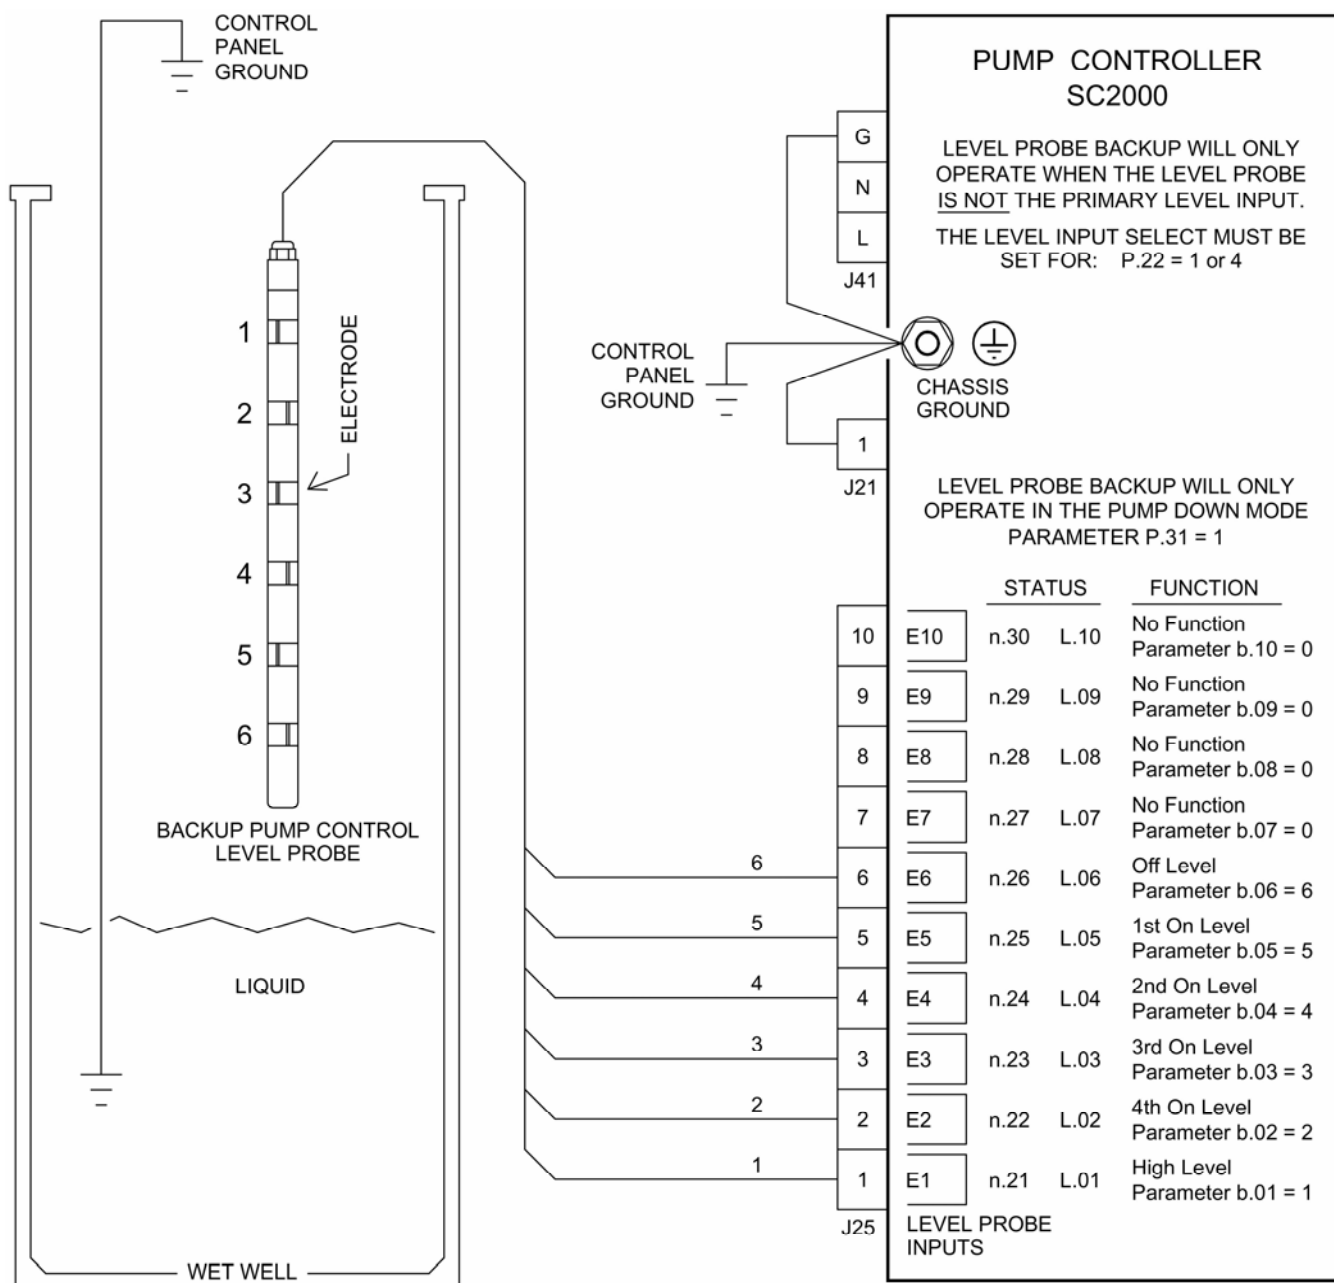 CONTROL
PANEL
GROUND
1
2
3
4
5
6
ELECTRODE
BACKUP PUMP CONTROL
LEVEL PROBE
LIQUID
WET WELL
6
5
4
3
2
1
CONTROL
PANEL
GROUND
G
N
L
J41
1
J21
PUMP CONTROLLER
SC2000
LEVEL PROBE BACKUP WILL ONLY
OPERATE WHEN THE LEVEL PROBE
IS NOT THE PRIMARY LEVEL INPUT.
THE LEVEL INPUT SELECT MUST BE
SET FOR: P.22 = 1 or 4
CHASSIS
GROUND
LEVEL PROBE BACKUP WILL ONLY
OPERATE IN THE PUMP DOWN MODE
PARAMETER P.31 = 1
STATUS FUNCTION
10 E10 n.30 L.10 No Function
Parameter b.10 = 0
9 E9 n.29 L.09 No Function
Parameter b.09 = 0
8 E8 n.28 L.08 No Function
Parameter b.08 = 0
7 E7 n.27 L.07 No Function
Parameter b.07 = 0
6 E6 n.26 L.06 Off Level
Parameter b.06 = 6
5 E5 n.25 L.05 1st On Level
Parameter b.05 = 5
4 E4 n.24 L.04 2nd On Level
Parameter b.04 = 4
3 E3 n.23 L.03 3rd On Level
Parameter b.03 = 3
2 E2 n.22 L.02 4th On Level
Parameter b.02 = 2
1 E1 n.21 L.01 High Level
Parameter b.01 = 1
J25
LEVEL PROBE
INPUTS